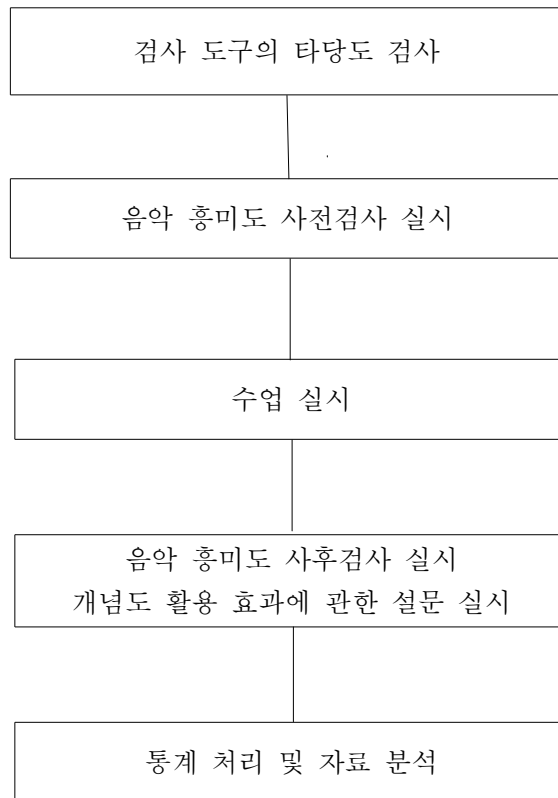 검사 도구의 타당도 검사
음악 흥미도 사전검사 실시
수업 실시
음악 흥미도 사후검사 실시
개념도 활용 효과에 관한 설문 실시
통계 처리 및 자료 분석